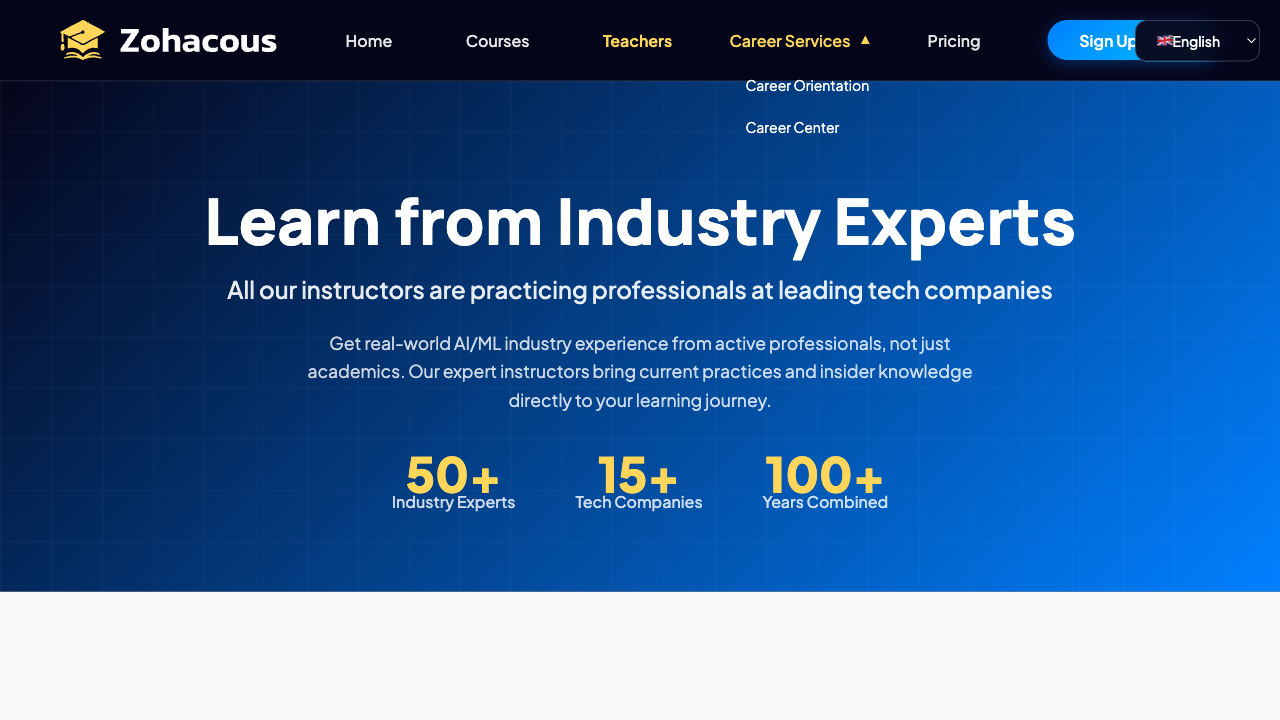 Zohacous
Home
Courses
Teachers
Career Services ▲
Pricing
Sign Up
English
Career Orientation
Career Center
Learn from Industry Experts
All our instructors are practicing professionals at leading tech companies
Get real-world AI/ML industry experience from active professionals, not just
academics. Our expert instructors bring current practices and insider knowledge
directly to your learning journey.
50+
Industry Experts
15+
Tech Companies
100+
Years Combined